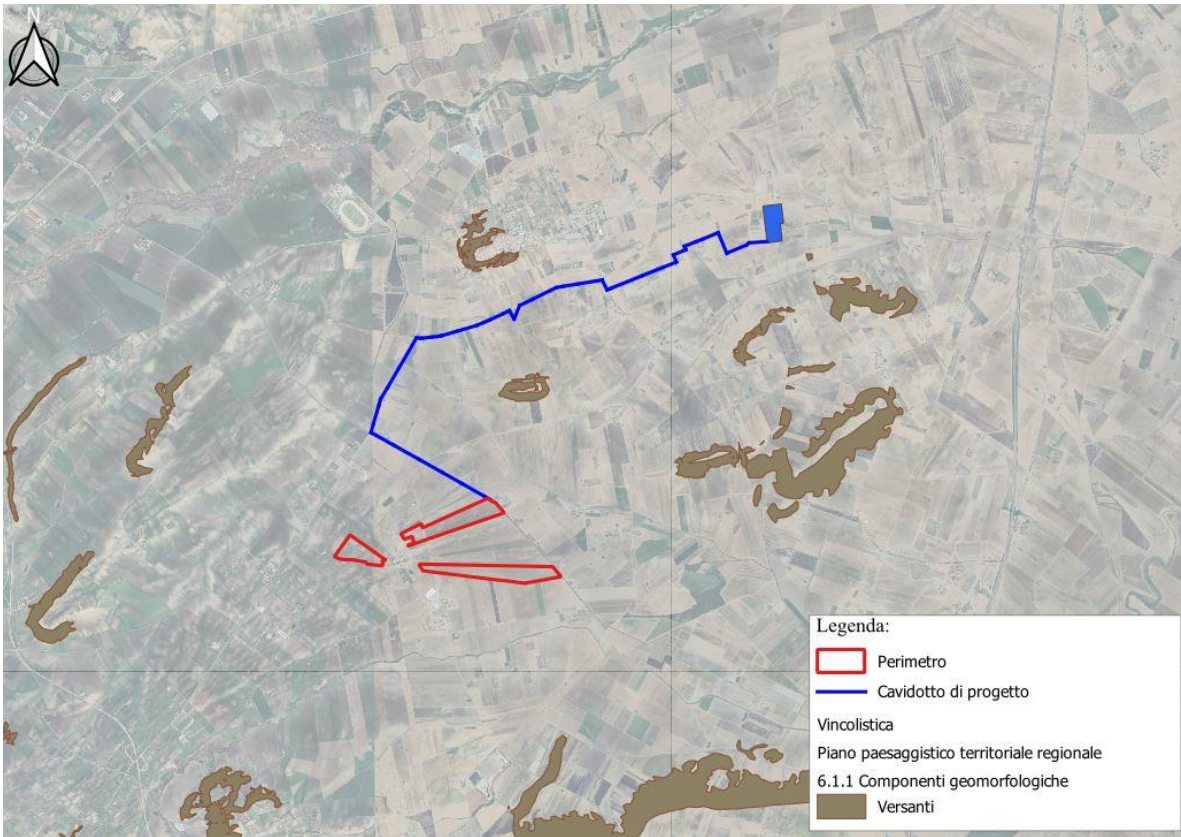 N
Legenda:
Perimetro
Cavidotto di progetto
Vincolistica
Piano paesaggistico territoriale regionale
6.1.1 Componenti geomorfologiche
Versanti